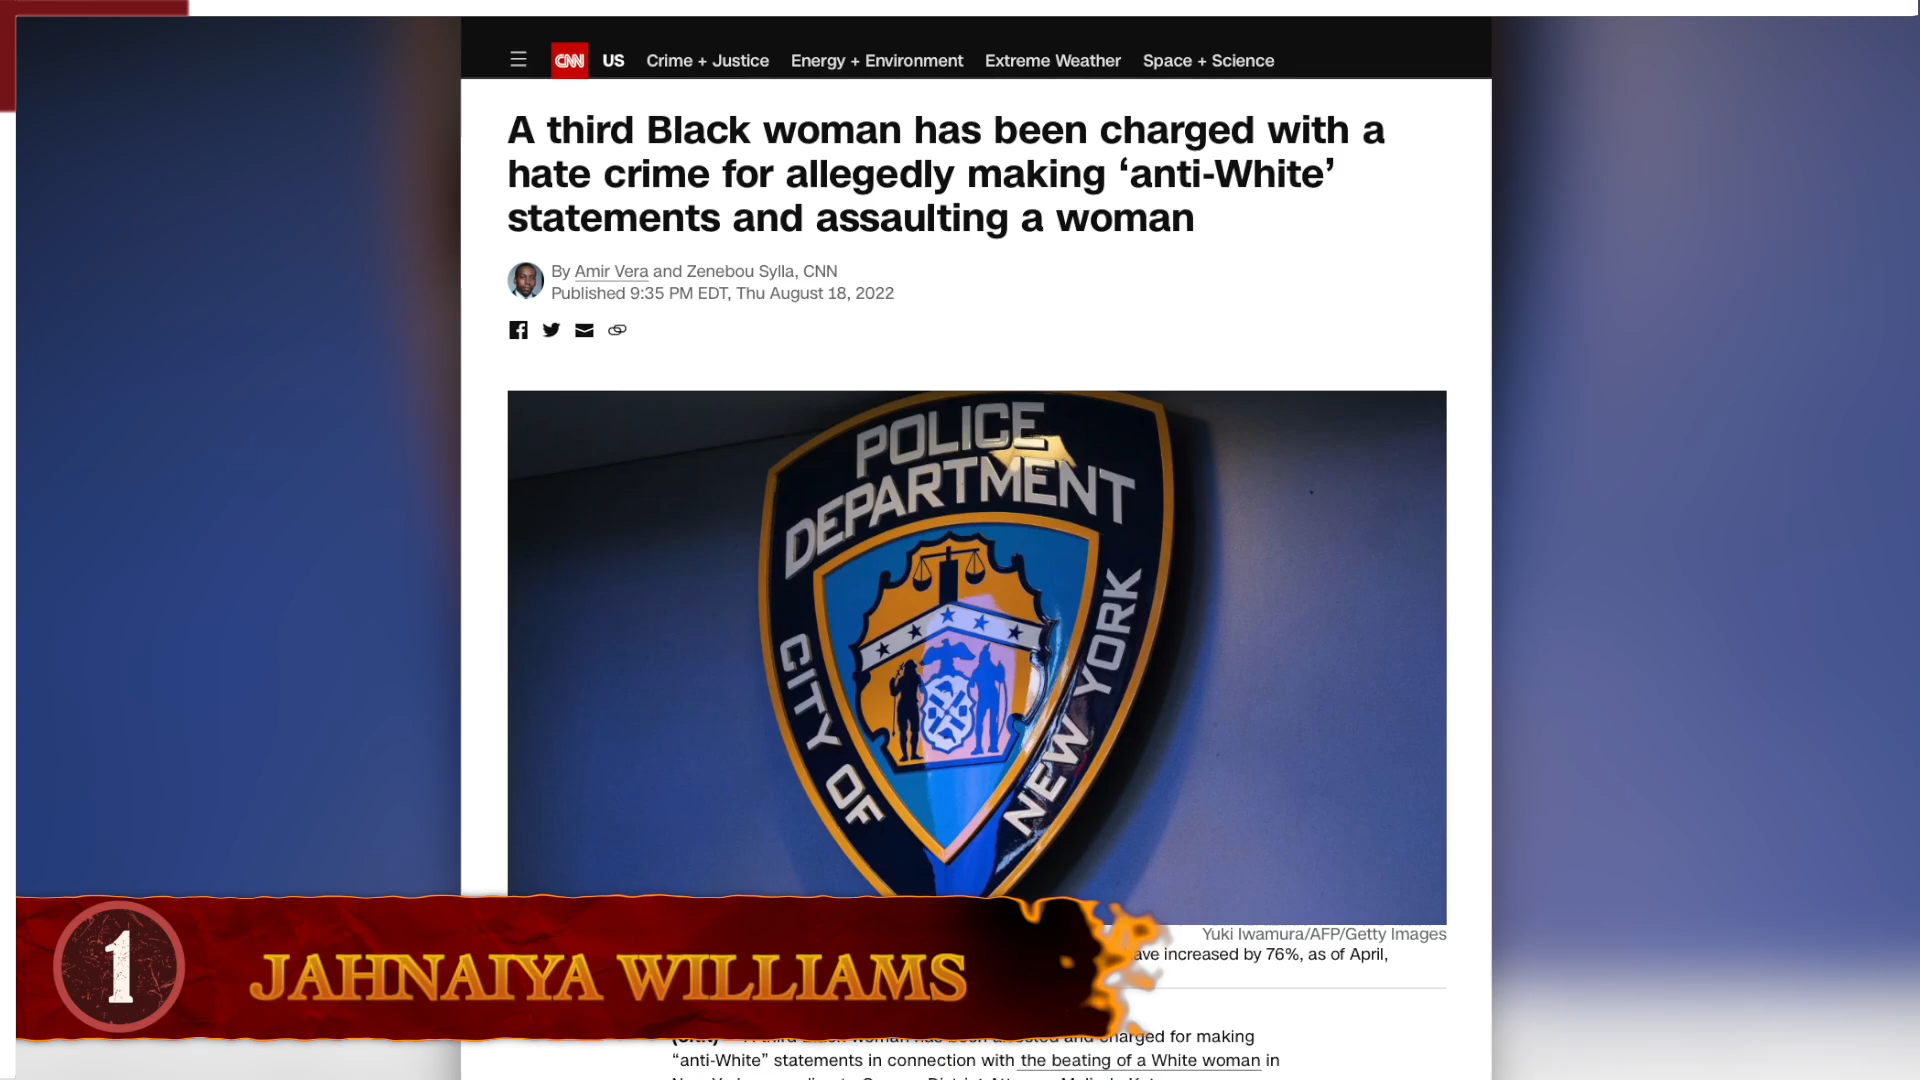 CNN US Crime + Justice Energy + Environment Extreme Weather Space + Science
A third Black woman has been charged with a
hate crime for allegedly making ‘anti-White’
statements and assaulting a woman
By Amir Vera and Zenebou Sylla, CNN
Published 9:35 PM EDT, Thu August 18, 2022
POLICE
DEPARTMENT
CITY OF
NEW YORK
Yuki Iwamura/AFP/Getty Images
increased by 76%, as of April,
1 JAHNAIYA WILLIAMS
and charged for making
“anti-White” statements in connection with the beating of a White woman in